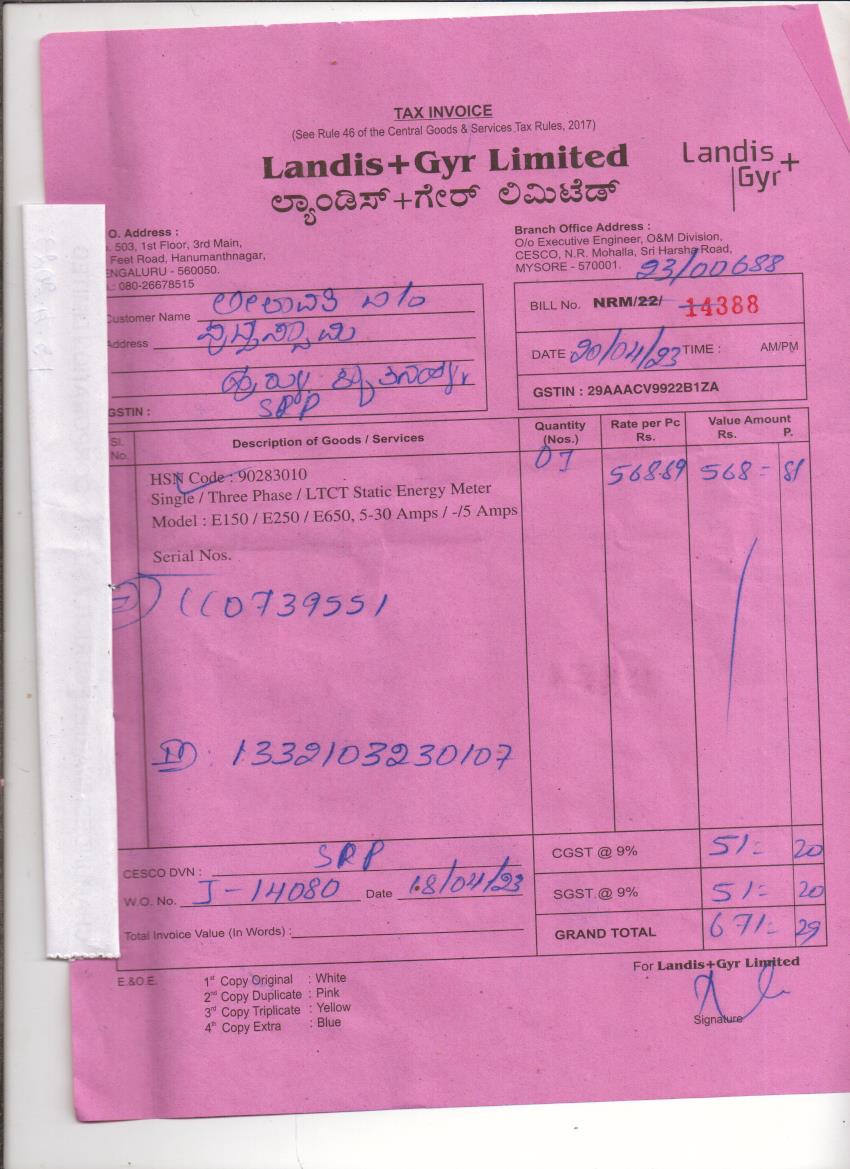 TAX INVOICE
(See Rule 46 of the Central Goods & Services Tax Rules, 2017)
Landis+Gyr Limited
ಲ್ಯಾಂಡಿಸ್+ಗೇರ್ ಲಿಮಿಟೆಡ್
Landis
Gyr+
O. Address :
503, 1st Floor, 3rd Main,
Feet Road, Hanumanthnagar,
ENGALURU - 560050.
: 080-26678515
Branch Office Address :
O/o Executive Engineer, O&M Division,
CESCO, N.R. Mohalla, Sri Harsha Road,
MYSORE - 570001.
23/00688
BILL No. NRM/22/ 14388
DATE 20/04/23 TIME : AM/PM
GSTIN : 29AAACV9922B1ZA
Customer Name
Address
GSTIN :
SRP
Sl. No. Description of Goods / Services Quantity (Nos.) Rate per Pc Rs. Value Amount Rs. P.
HSN Code : 90283010 01 568.69 568= 81
Single / Three Phase / LTCT Static Energy Meter
Model : E150 / E250 / E650, 5-30 Amps / -/5 Amps
Serial Nos.
110739551
1332103230107
CESCO DVN : SRP
W.O. No. J-14080 Date 18/04/23
Total Invoice Value (In Words) :
CGST @ 9% 51= 20
SGST @ 9% 51= 20
GRAND TOTAL 671= 29
E.&O.E.
1st Copy Original : White
2nd Copy Duplicate : Pink
3rd Copy Triplicate : Yellow
4th Copy Extra : Blue
For Landis+Gyr Limited
Signature